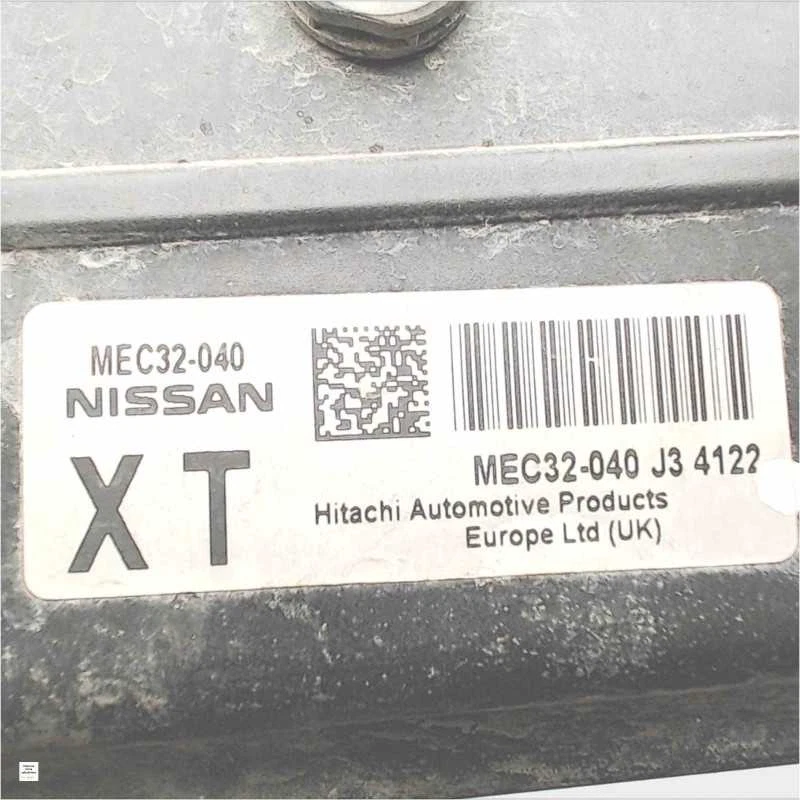 MEC32-040
NISSAN
XT
MEC32-040 J3 4122
Hitachi Automotive Products
Europe Ltd (UK)